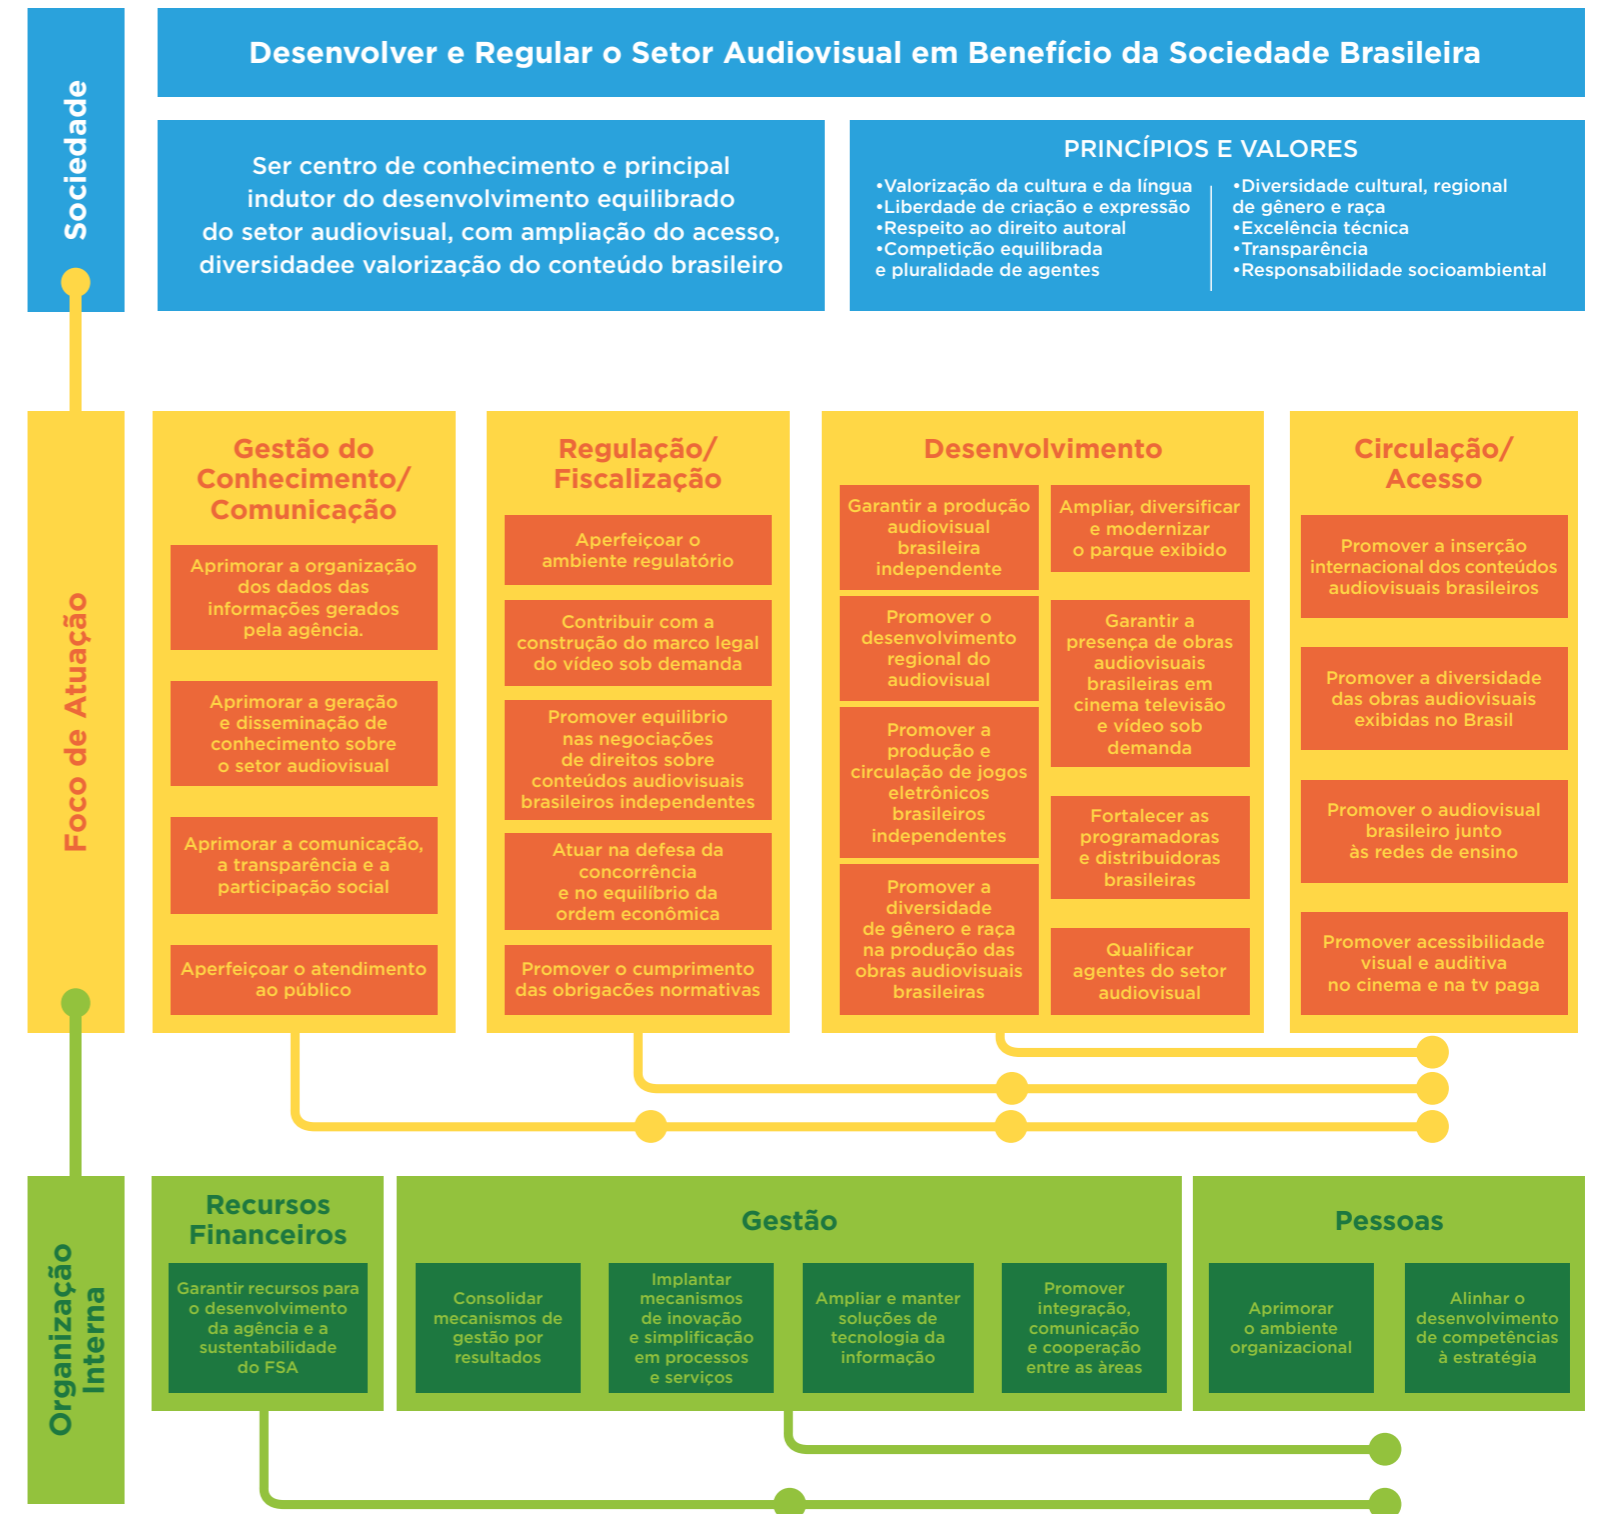 Sociedade
Desenvolver e Regular o Setor Audiovisual em Benefício da Sociedade Brasileira
Ser centro de conhecimento e principal
indutor do desenvolvimento equilibrado
do setor audiovisual, com ampliação do acesso,
diversidadee valorização do conteúdo brasileiro
PRINCÍPIOS E VALORES
•Valorização da cultura e da língua
•Liberdade de criação e expressão
•Respeito ao direito autoral
•Competição equilibrada
e pluralidade de agentes
•Diversidade cultural, regional
de gênero e raça
•Excelência técnica
•Transparência
•Responsabilidade socioambiental
Foco de Atuação
Gestão do
Conhecimento/
Comunicação
Aprimorar a organização
dos dados das
informações gerados
pela agência.
Aprimorar a geração
e disseminação de
conhecimento sobre
o setor audiovisual
Aprimorar a comunicação,
a transparência e a
participação social
Aperfeiçoar o atendimento
ao público
Regulação/
Fiscalização
Aperfeiçoar o
ambiente regulatório
Contribuir com a
construção do marco legal
do vídeo sob demanda
Promover equilibrio
nas negociações
de direitos sobre
conteúdos audiovisuais
brasileiros independentes
Atuar na defesa da
concorrência
e no equilíbrio da
ordem econômica
Promover o cumprimento
das obrigacões normativas
Desenvolvimento
Garantir a produção
audiovisual
brasileira
independente
Promover o
desenvolvimento
regional do
audiovisual
Promover a
produção e
circulação de jogos
eletrônicos
brasileiros
independentes
Promover a
diversidade
de gênero e raça
na produção das
obras audiovisuais
brasileiras
Ampliar, diversificar
e modernizar
o parque exibido
Garantir a
presença de obras
audiovisuais
brasileiras em
cinema televisão
e vídeo sob
demanda
Fortalecer as
programadoras
e distribuidoras
brasileiras
Qualificar
agentes do setor
audiovisual
Circulação/
Acesso
Promover a inserção
internacional dos conteúdos
audiovisuais brasileiros
Promover a diversidade
das obras audiovisuais
exibidas no Brasil
Promover o audiovisual
brasileiro junto
às redes de ensino
Promover acessibilidade
visual e auditiva
no cinema e na tv paga
Organização
Interna
Recursos
Financeiros
Garantir recursos para
o desenvolvimento
da agência e a
sustentabilidade
do FSA
Gestão
Consolidar
mecanismos de
gestão por
resultados
Implantar
mecanismos
de inovação
e simplificação
em processos
e serviços
Ampliar e manter
soluções de
tecnologia da
informação
Promover
integração,
comunicação
e cooperação
entre as àreas
Pessoas
Aprimorar
o ambiente
organizacional
Alinhar o
desenvolvimento
de competências
à estratégia